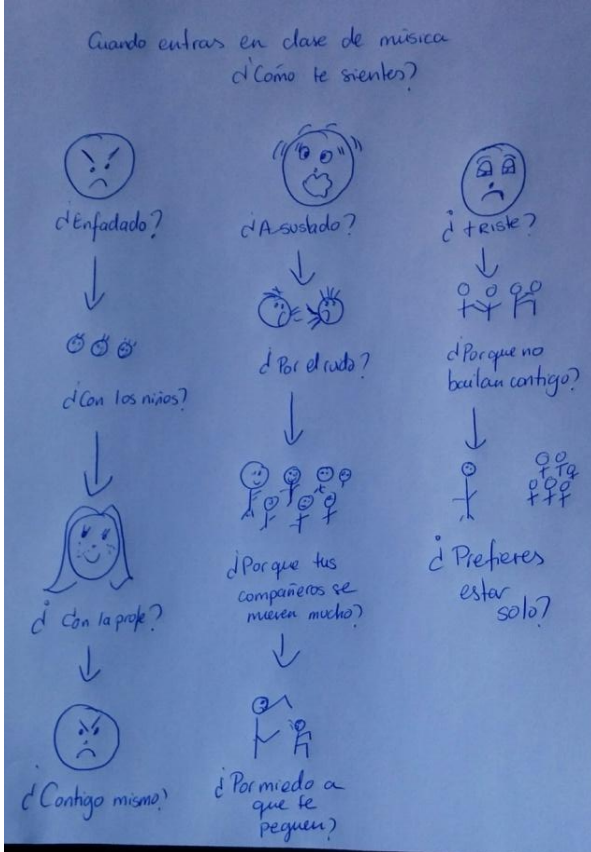 Cuando entras en clase de música
¿Cómo te sientes?
¿Enfadado?
¿Con los niños?
¿Con la profe?
¿Contigo mismo?
¿Asustado?
¿Por el ruido?
¿Porque tus
compañeros se
mueven mucho?
¿Por miedo a
que te
peguen?
¿tRiste?
¿Porque no
bailan contigo?
¿Prefieres
estar
solo?